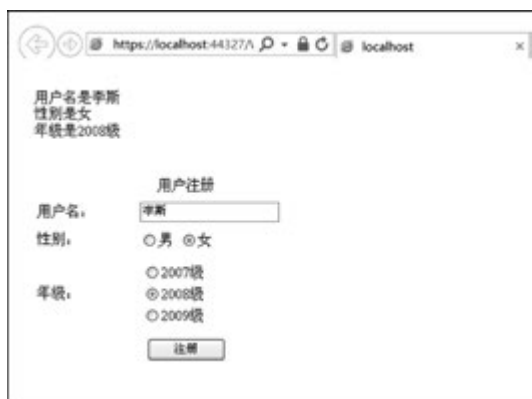 https://localhost:44327/
localhost
用户名是李斯
性别是女
年级是2008级
用户注册
用户名:
李斯
性别:
男 女
2007级
年级:
2008级
2009级
注册